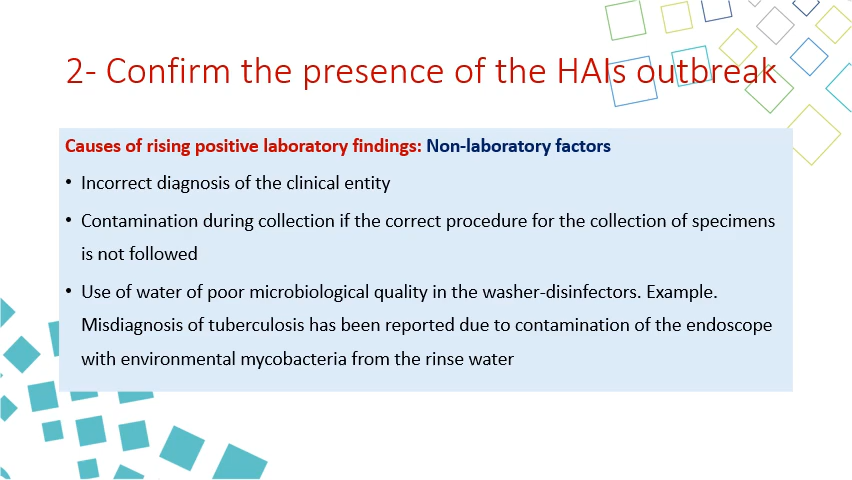 2- Confirm the presence of the HAIs outbreak
Causes of rising positive laboratory findings: Non-laboratory factors
• Incorrect diagnosis of the clinical entity
• Contamination during collection if the correct procedure for the collection of specimens
is not followed
• Use of water of poor microbiological quality in the washer-disinfectors. Example.
Misdiagnosis of tuberculosis has been reported due to contamination of the endoscope
with environmental mycobacteria from the rinse water